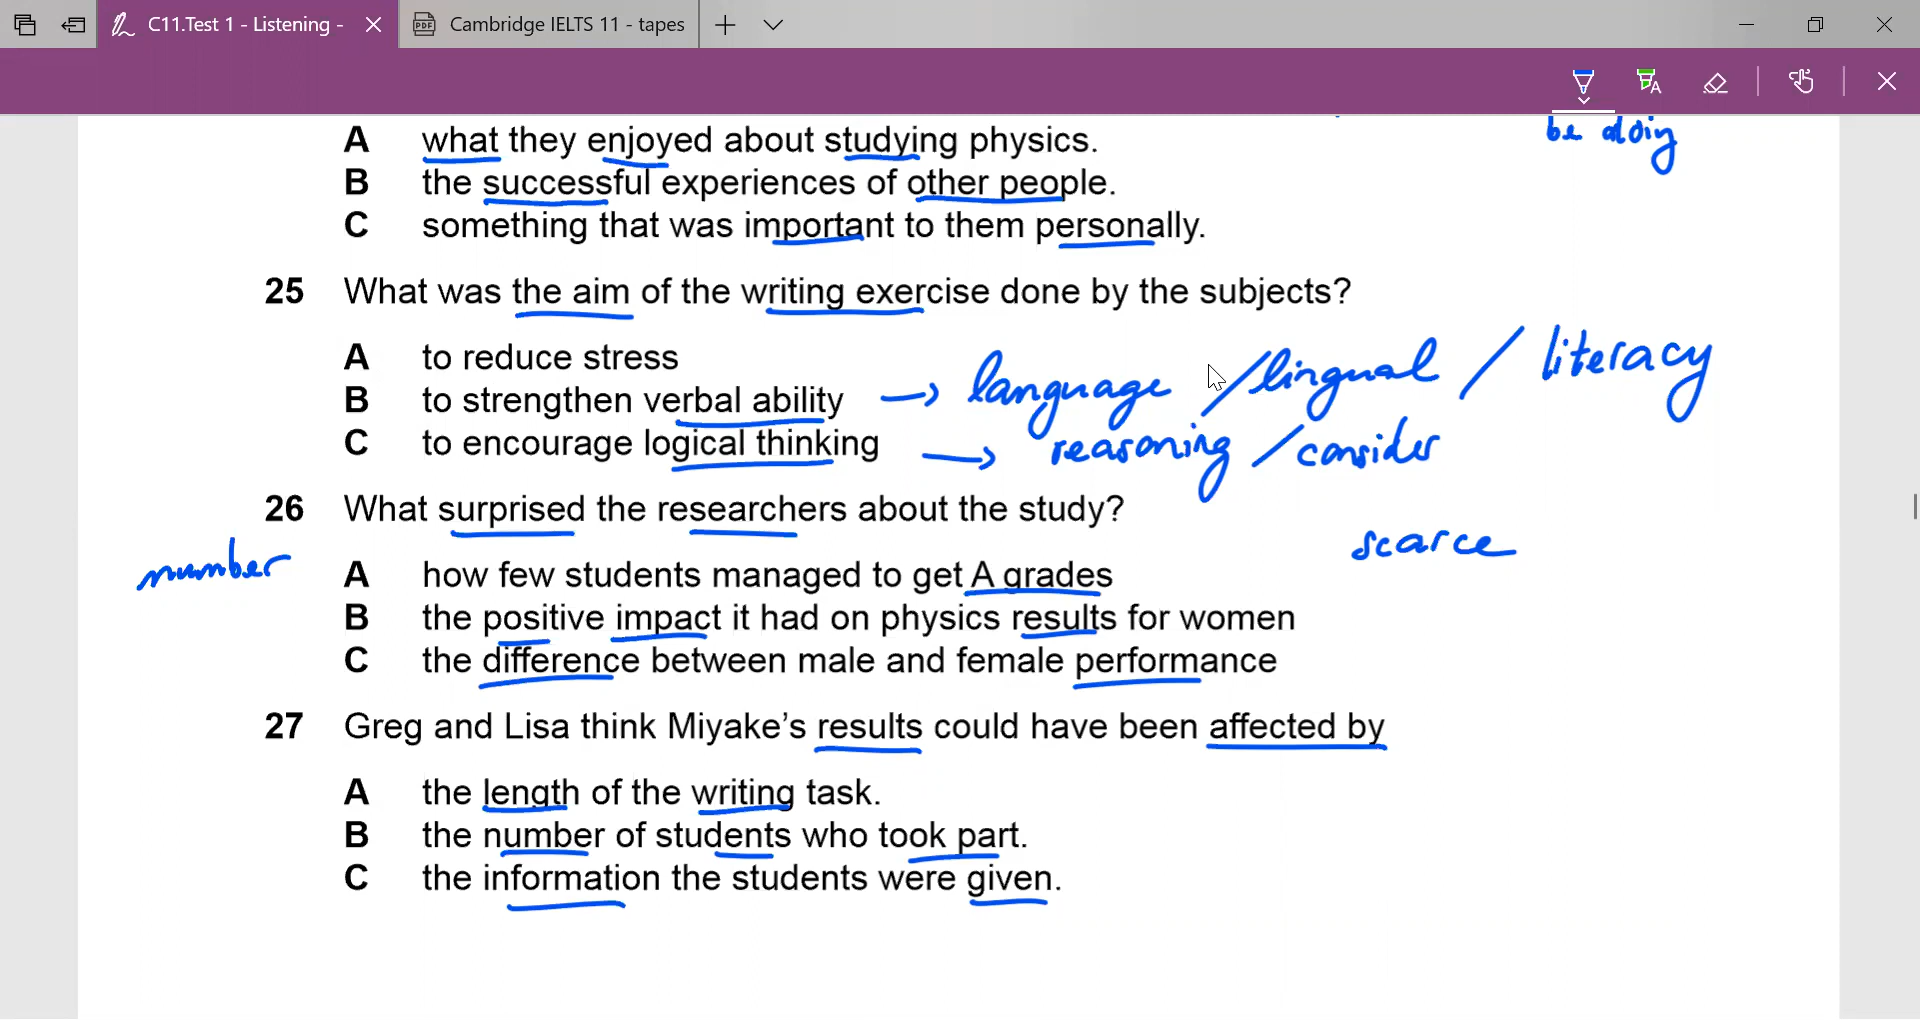 C11.Test 1 - Listening -
Cambridge IELTS 11 - tapes
be doing
A what they enjoyed about studying physics.
B the successful experiences of other people.
C something that was important to them personally.
25 What was the aim of the writing exercise done by the subjects?
A to reduce stress
B to strengthen verbal ability → language / lingual / literacy
C to encourage logical thinking → reasoning / consider
26 What surprised the researchers about the study?
scarce
number
A how few students managed to get A grades
B the positive impact it had on physics results for women
C the difference between male and female performance
27 Greg and Lisa think Miyake's results could have been affected by
A the length of the writing task.
B the number of students who took part.
C the information the students were given.